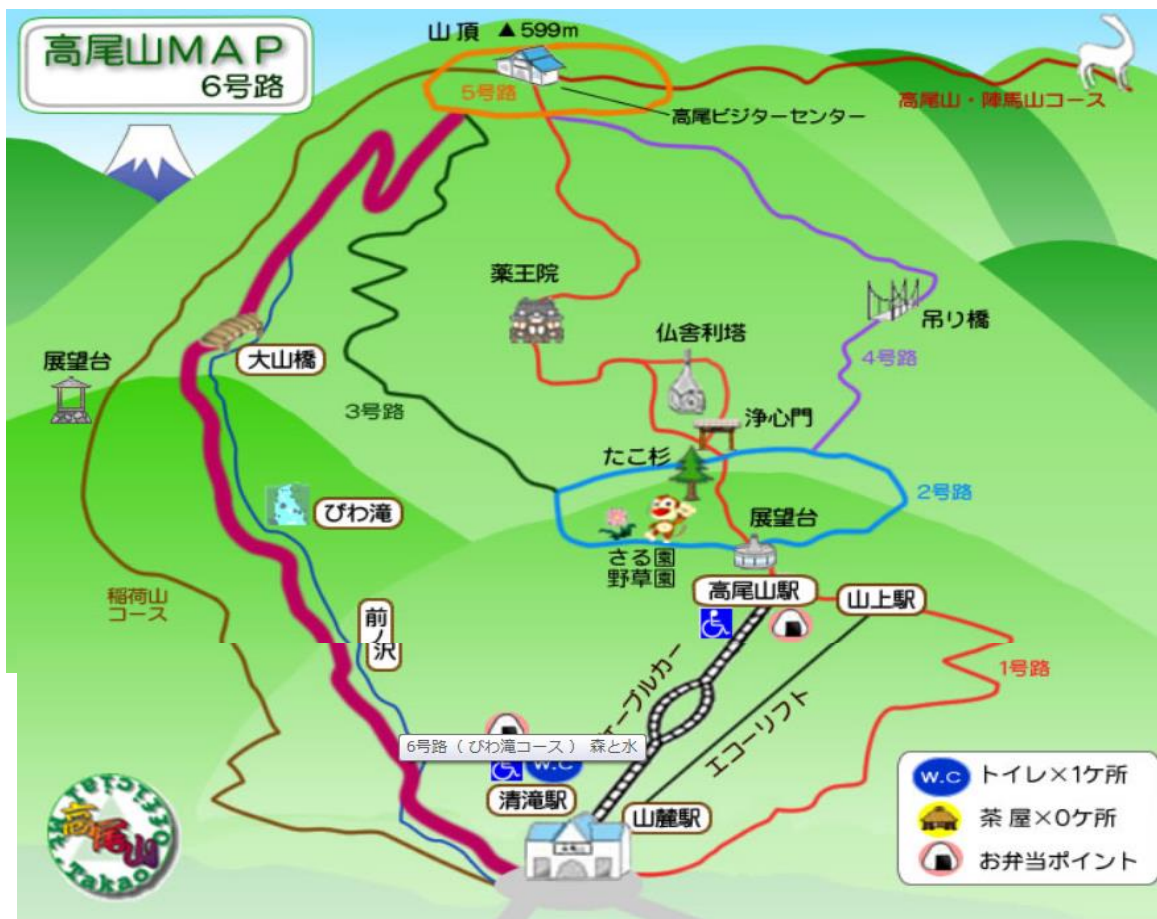 高尾山MAP
6号路
山頂 ▲599m
5号路
高尾山・陣馬山コース
高尾ビジターセンター
薬王院
吊り橋
仏舎利塔
大山橋
展望台
4号路
3号路
浄心門
たこ杉
2号路
びわ滝
展望台
さる園
野草園
高尾山駅
山上駅
稲荷山
コース
前ノ沢
1号路
ケーブルカー
エコーリフト
6号路（びわ滝コース） 森と水
W.C
清滝駅
山麓駅
W.C トイレ×1ケ所
茶屋×0ケ所
お弁当ポイント
高尾山
Mt.Takao Official